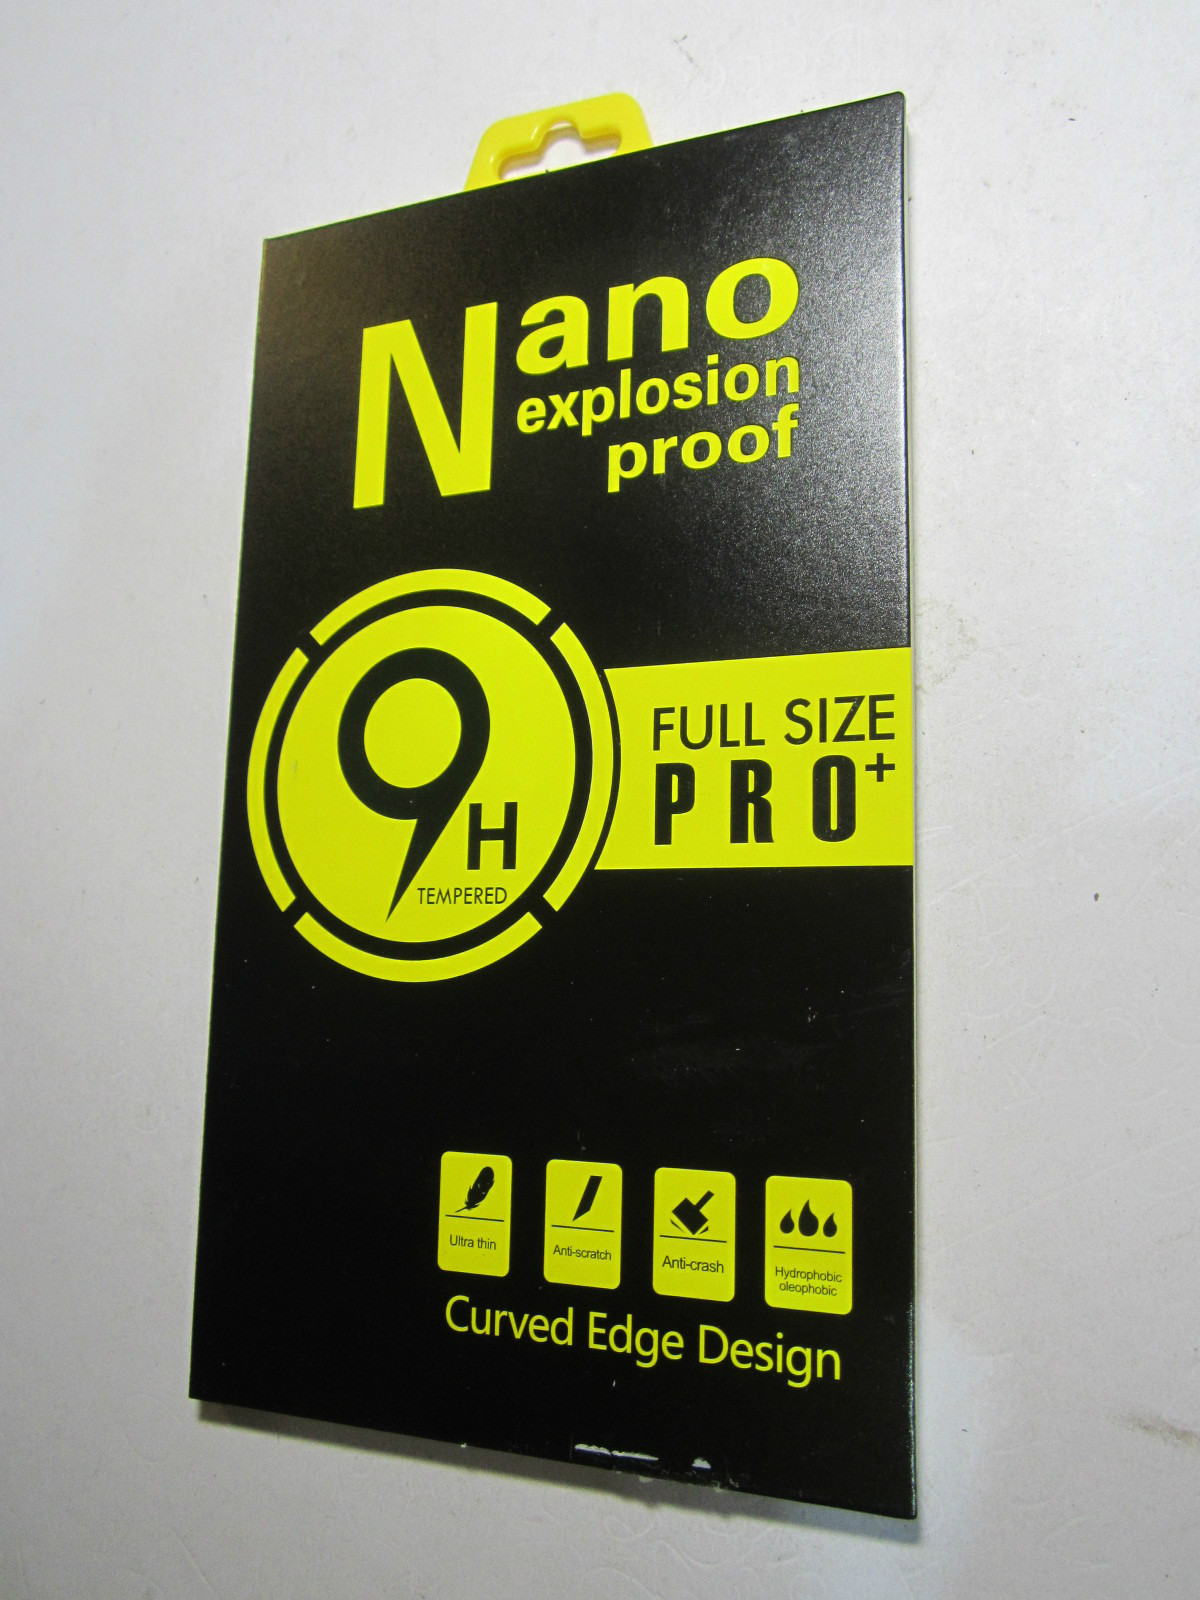 Nano
explosion
proof
9H
TEMPERED
FULL SIZE
PRO+
Ultra thin
Anti-scratch
Anti-crash
Hydrophobic
oleophobic
Curved Edge Design